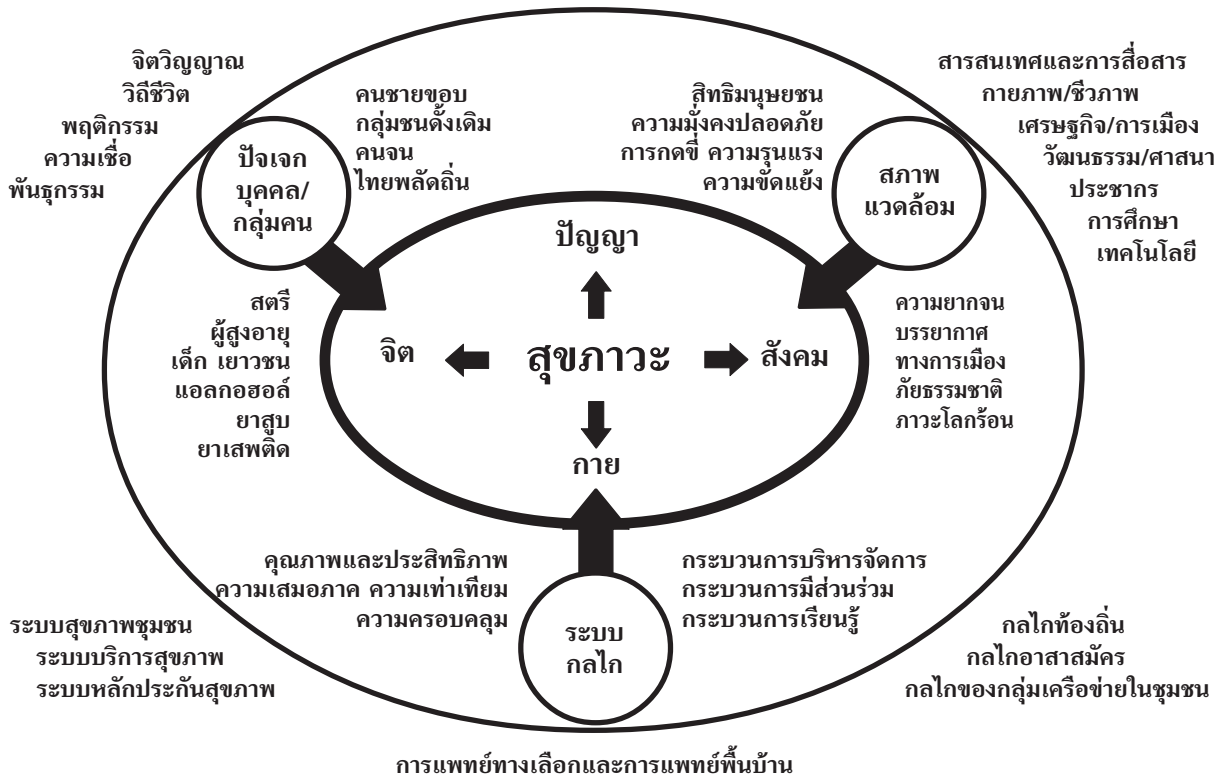 จิตวิญญาณ
วิถีชีวิต
พฤติกรรม
ความเชื่อ
พันธุกรรม
ปัจเจก
บุคคล/
กลุ่มคน
คนชายขอบ
กลุ่มชนดั้งเดิม
คนจน
ไทยพลัดถิ่น
สิทธิมนุษยชน
ความมั่งคงปลอดภัย
การกดขี่ ความรุนแรง
ความขัดแย้ง
สภาพ
แวดล้อม
สารสนเทศและการสื่อสาร
กายภาพ/ชีวภาพ
เศรษฐกิจ/การเมือง
วัฒนธรรม/ศาสนา
ประชากร
การศึกษา
เทคโนโลยี
สตรี
ผู้สูงอายุ
เด็ก เยาวชน
แอลกอฮอล์
ยาสูบ
ยาเสพติด
ปัญญา
จิต
สุขภาวะ
สังคม
กาย
ความยากจน
บรรยากาศ
ทางการเมือง
ภัยธรรมชาติ
ภาวะโลกร้อน
คุณภาพและประสิทธิภาพ
ความเสมอภาค ความเท่าเทียม
ความครอบคลุม
ระบบ
กลไก
กระบวนการบริหารจัดการ
กระบวนการมีส่วนร่วม
กระบวนการเรียนรู้
ระบบสุขภาพชุมชน
ระบบบริการสุขภาพ
ระบบหลักประกันสุขภาพ
กลไกท้องถิ่น
กลไกอาสาสมัคร
กลไกของกลุ่มเครือข่ายในชุมชน
การแพทย์ทางเลือกและการแพทย์พื้นบ้าน